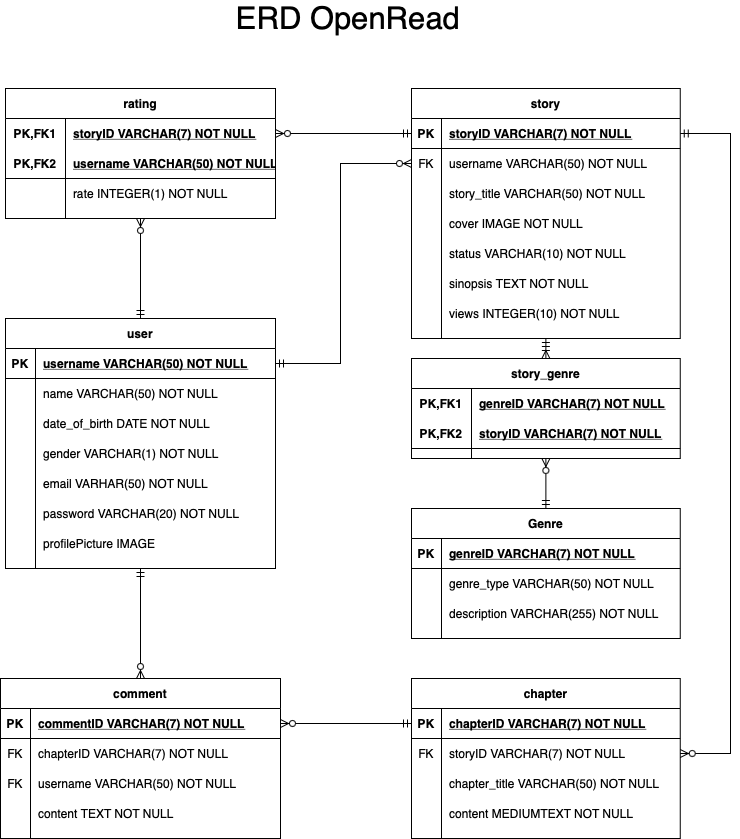 ERD OpenRead
rating
PK,FK1 storyID VARCHAR(7) NOT NULL
PK,FK2 username VARCHAR(50) NOT NULL
rate INTEGER(1) NOT NULL
story
PK storyID VARCHAR(7) NOT NULL
FK username VARCHAR(50) NOT NULL
story_title VARCHAR(50) NOT NULL
cover IMAGE NOT NULL
status VARCHAR(10) NOT NULL
sinopsis TEXT NOT NULL
views INTEGER(10) NOT NULL
user
PK username VARCHAR(50) NOT NULL
name VARCHAR(50) NOT NULL
date_of_birth DATE NOT NULL
gender VARCHAR(1) NOT NULL
email VARHAR(50) NOT NULL
password VARCHAR(20) NOT NULL
profilePicture IMAGE
story_genre
PK,FK1 genreID VARCHAR(7) NOT NULL
PK,FK2 storyID VARCHAR(7) NOT NULL
Genre
PK genreID VARCHAR(7) NOT NULL
genre_type VARCHAR(50) NOT NULL
description VARCHAR(255) NOT NULL
comment
PK commentID VARCHAR(7) NOT NULL
FK chapterID VARCHAR(7) NOT NULL
FK username VARCHAR(50) NOT NULL
content TEXT NOT NULL
chapter
PK chapterID VARCHAR(7) NOT NULL
FK storyID VARCHAR(7) NOT NULL
chapter_title VARCHAR(50) NOT NULL
content MEDIUMTEXT NOT NULL